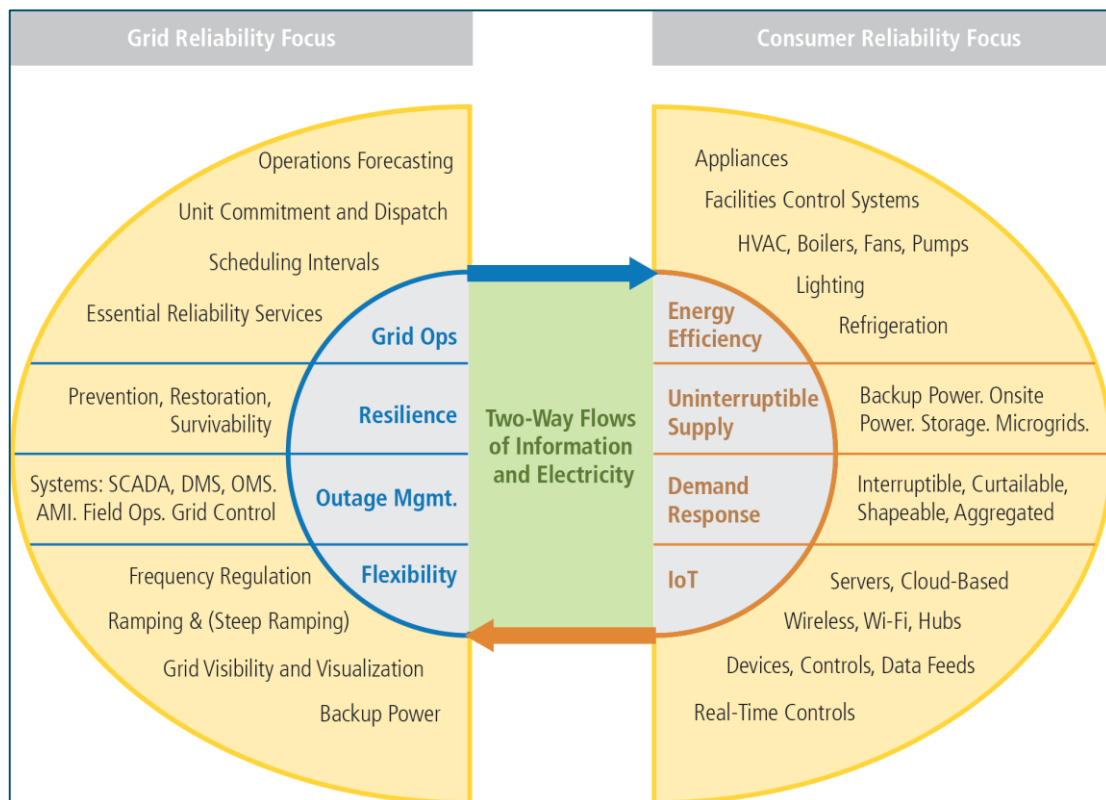 Grid Reliability Focus
Consumer Reliability Focus
Operations Forecasting
Unit Commitment and Dispatch
Scheduling Intervals
Essential Reliability Services
Grid Ops
Prevention, Restoration,
Survivability
Resilience
Systems: SCADA, DMS, OMS.
AMI. Field Ops. Grid Control
Outage Mgmt.
Flexibility
Frequency Regulation
Ramping & (Steep Ramping)
Grid Visibility and Visualization
Backup Power
Two-Way Flows
of Information
and Electricity
Appliances
Facilities Control Systems
HVAC, Boilers, Fans, Pumps
Lighting
Refrigeration
Energy
Efficiency
Uninterruptible
Supply
Backup Power. Onsite
Power. Storage. Microgrids.
Demand
Response
Interruptible, Curtailable,
Shapeable, Aggregated
IoT
Servers, Cloud-Based
Wireless, Wi-Fi, Hubs
Devices, Controls, Data Feeds
Real-Time Controls